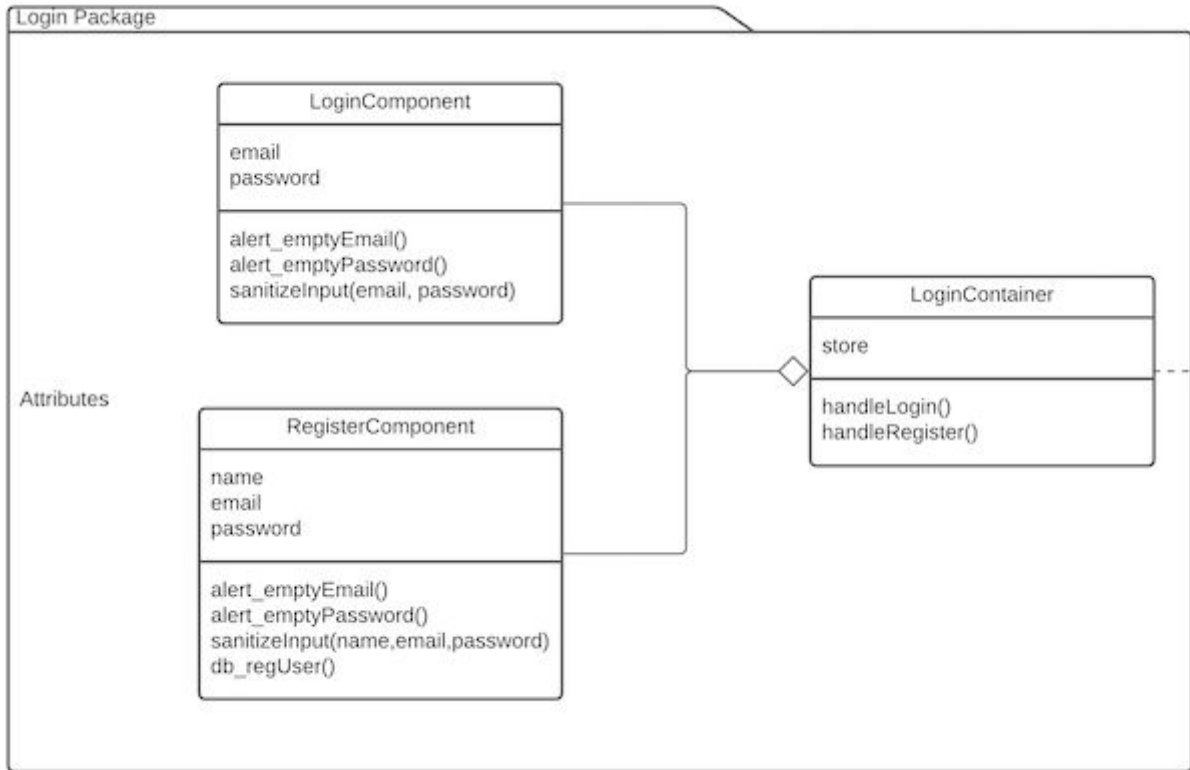 Login Package
LoginComponent
email
password
alert_emptyEmail()
alert_emptyPassword()
sanitizeInput(email, password)
LoginContainer
store
handleLogin()
handleRegister()
Attributes
RegisterComponent
name
email
password
alert_emptyEmail()
alert_emptyPassword()
sanitizeInput(name,email,password)
db_regUser()